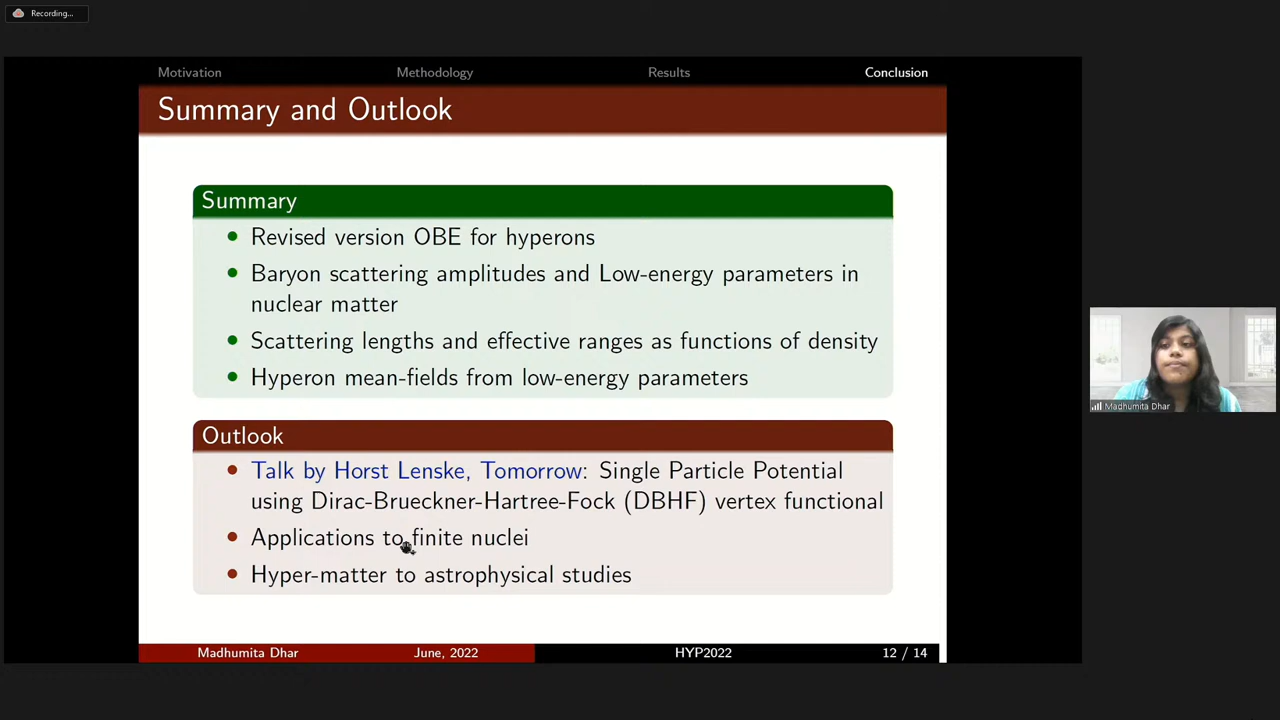 Recording...
Motivation Methodology Results Conclusion
Summary and Outlook
Summary
• Revised version OBE for hyperons
• Baryon scattering amplitudes and Low-energy parameters in
nuclear matter
• Scattering lengths and effective ranges as functions of density
• Hyperon mean-fields from low-energy parameters
Outlook
• Talk by Horst Lenske, Tomorrow: Single Particle Potential
using Dirac-Brueckner-Hartree-Fock (DBHF) vertex functional
• Applications to finite nuclei
• Hyper-matter to astrophysical studies
Madhumita Dhar June, 2022 HYP2022 12 / 14
Madhumita Dhar